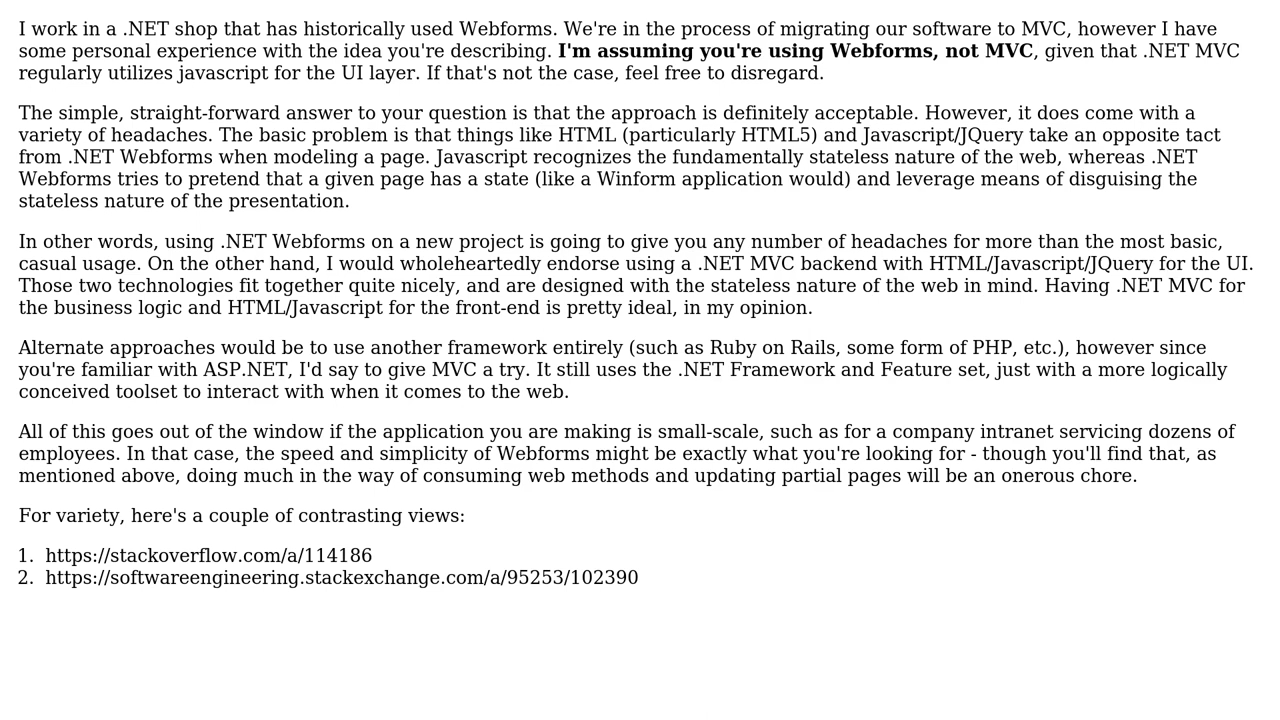 I work in a .NET shop that has historically used Webforms. We're in the process of migrating our software to MVC, however I have
some personal experience with the idea you're describing. I'm assuming you're using Webforms, not MVC, given that .NET MVC
regularly utilizes javascript for the UI layer. If that's not the case, feel free to disregard.
The simple, straight-forward answer to your question is that the approach is definitely acceptable. However, it does come with a
variety of headaches. The basic problem is that things like HTML (particularly HTML5) and Javascript/JQuery take an opposite tact
from .NET Webforms when modeling a page. Javascript recognizes the fundamentally stateless nature of the web, whereas .NET
Webforms tries to pretend that a given page has a state (like a Winform application would) and leverage means of disguising the
stateless nature of the presentation.
In other words, using .NET Webforms on a new project is going to give you any number of headaches for more than the most basic,
casual usage. On the other hand, I would wholeheartedly endorse using a .NET MVC backend with HTML/Javascript/JQuery for the UI.
Those two technologies fit together quite nicely, and are designed with the stateless nature of the web in mind. Having .NET MVC for
the business logic and HTML/Javascript for the front-end is pretty ideal, in my opinion.
Alternate approaches would be to use another framework entirely (such as Ruby on Rails, some form of PHP, etc.), however since
you're familiar with ASP.NET, I'd say to give MVC a try. It still uses the .NET Framework and Feature set, just with a more logically
conceived toolset to interact with when it comes to the web.
All of this goes out of the window if the application you are making is small-scale, such as for a company intranet servicing dozens of
employees. In that case, the speed and simplicity of Webforms might be exactly what you're looking for - though you'll find that, as
mentioned above, doing much in the way of consuming web methods and updating partial pages will be an onerous chore.
For variety, here's a couple of contrasting views:
1. https://stackoverflow.com/a/114186
2. https://softwareengineering.stackexchange.com/a/95253/102390